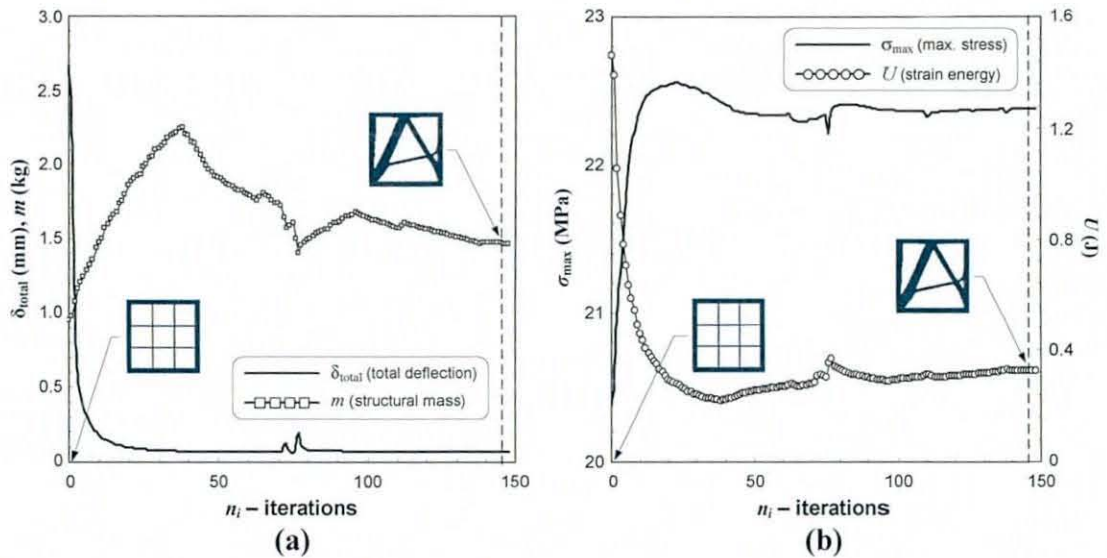 3.0
2.5
2.0
1.5
1.0
0.5
0
δtotal (mm), m (kg)
δtotal (total deflection)
m (structural mass)
0 50 100 150
ni – iterations
(a)
23
22
21
20
σmax (MPa)
σmax (max. stress)
U (strain energy)
1.6
1.2
0.8
0.4
0
U (J)
0 50 100 150
ni – iterations
(b)